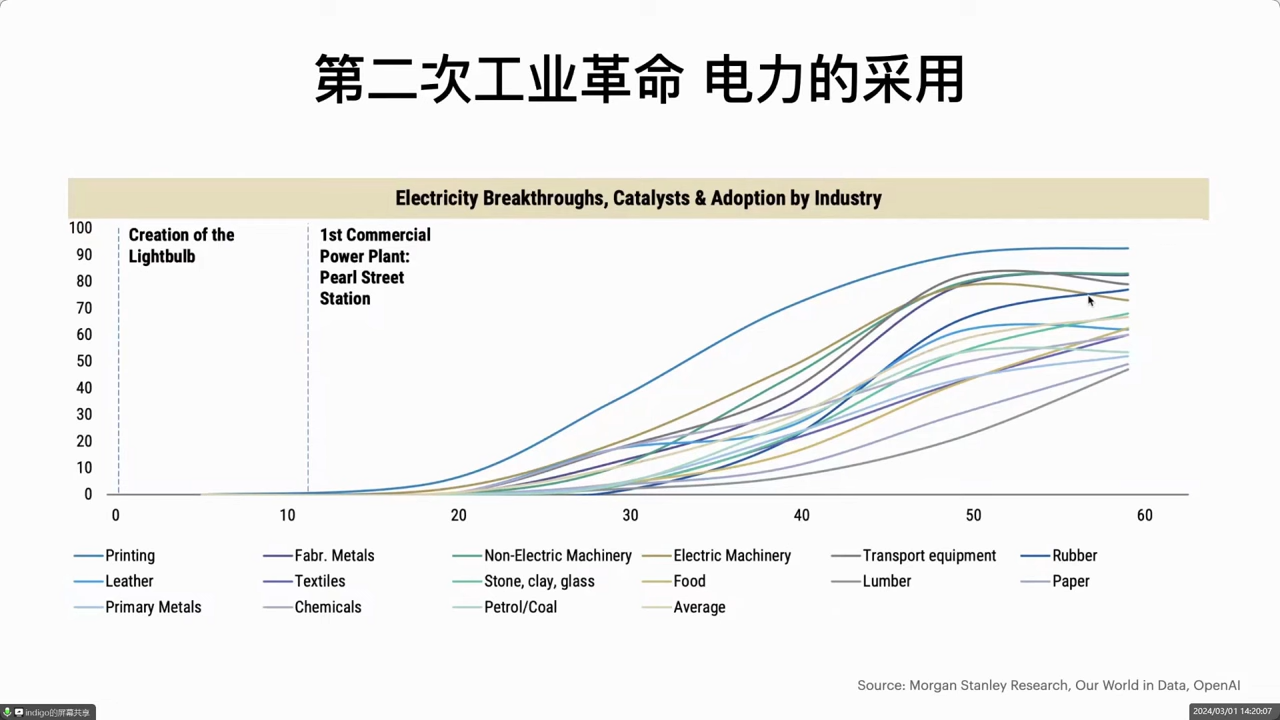 第二次工业革命 电力的采用
Electricity Breakthroughs, Catalysts & Adoption by Industry
100
90
80
70
60
50
40
30
20
10
0
Creation of the
Lightbulb
1st Commercial
Power Plant:
Pearl Street
Station
0 10 20 30 40 50 60
Printing Fabr. Metals Non-Electric Machinery Electric Machinery Transport equipment Rubber
Leather Textiles Stone, clay, glass Food Lumber Paper
Primary Metals Chemicals Petrol/Coal Average
Source: Morgan Stanley Research, Our World in Data, OpenAI
indigo的屏幕共享
2024/03/01 14:20:07